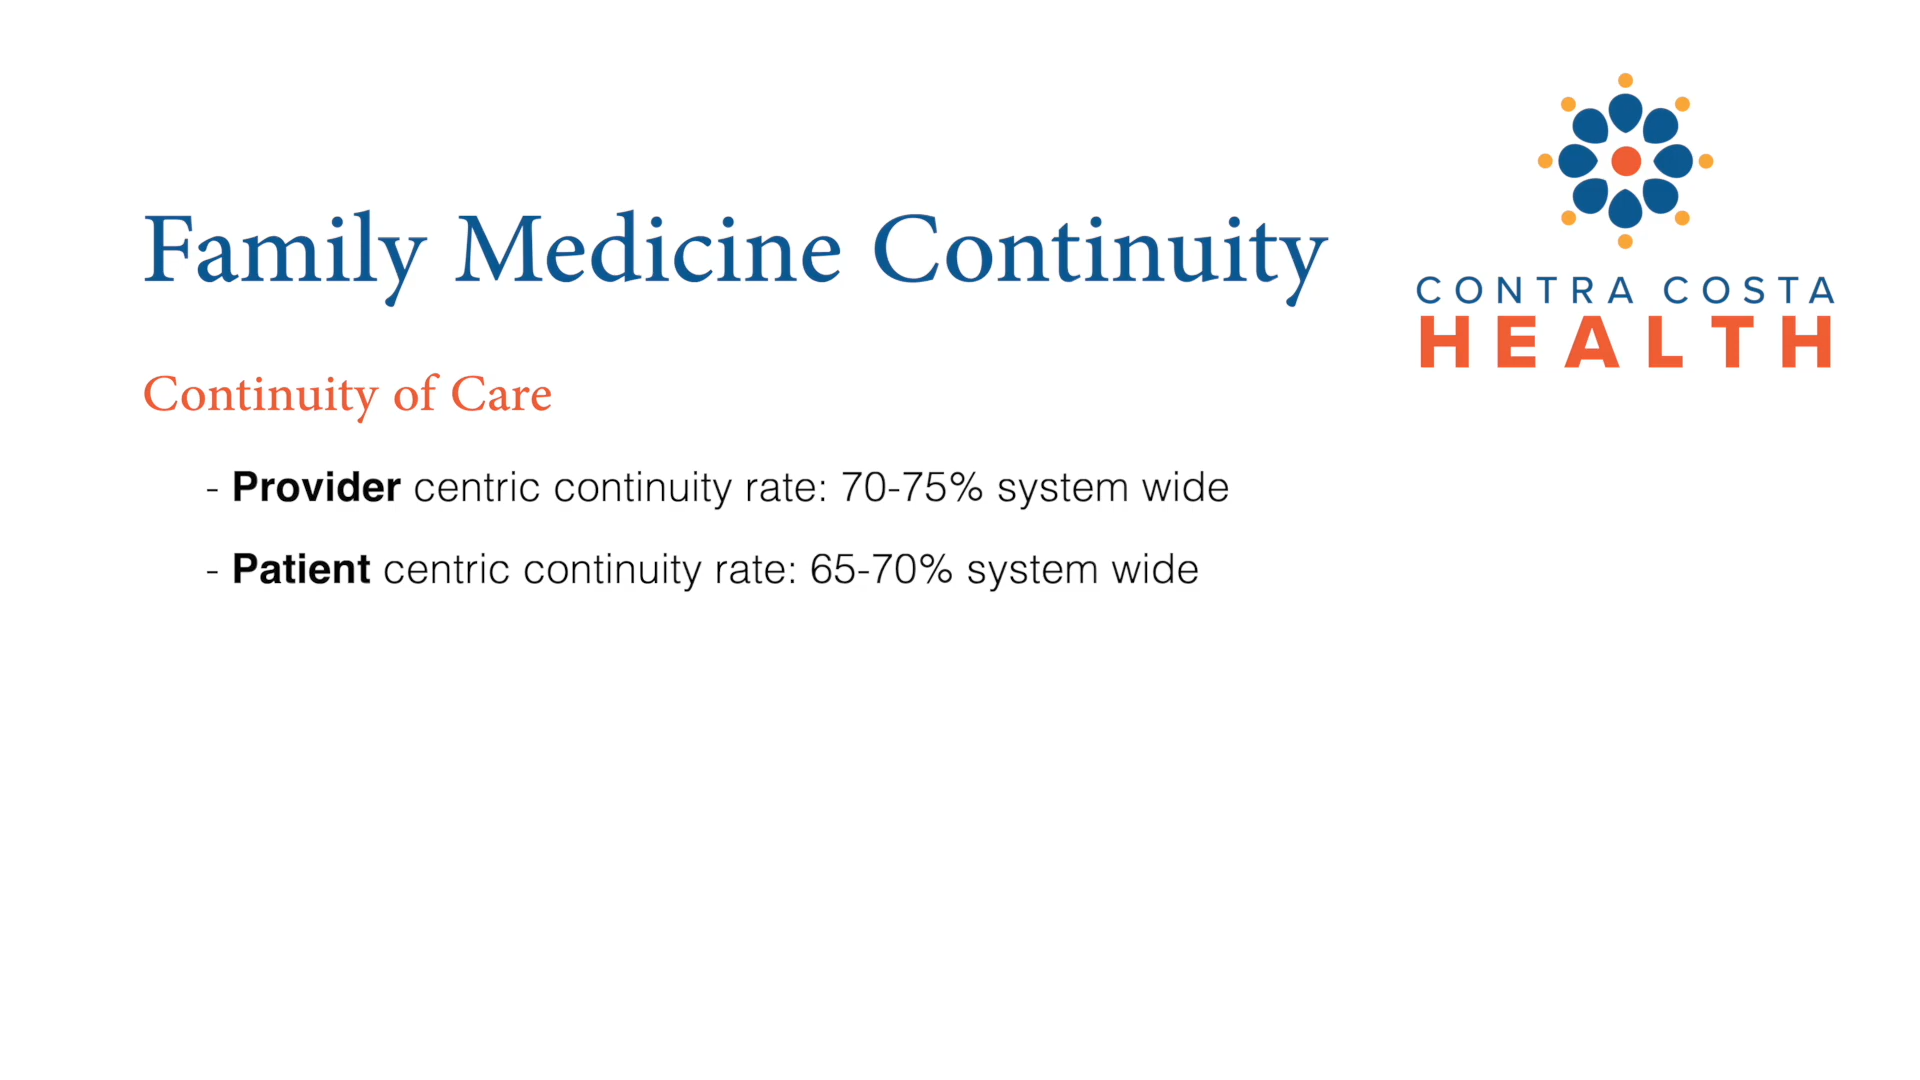 Family Medicine Continuity
CONTRA COSTA
HEALTH
Continuity of Care
- Provider centric continuity rate: 70-75% system wide
- Patient centric continuity rate: 65-70% system wide